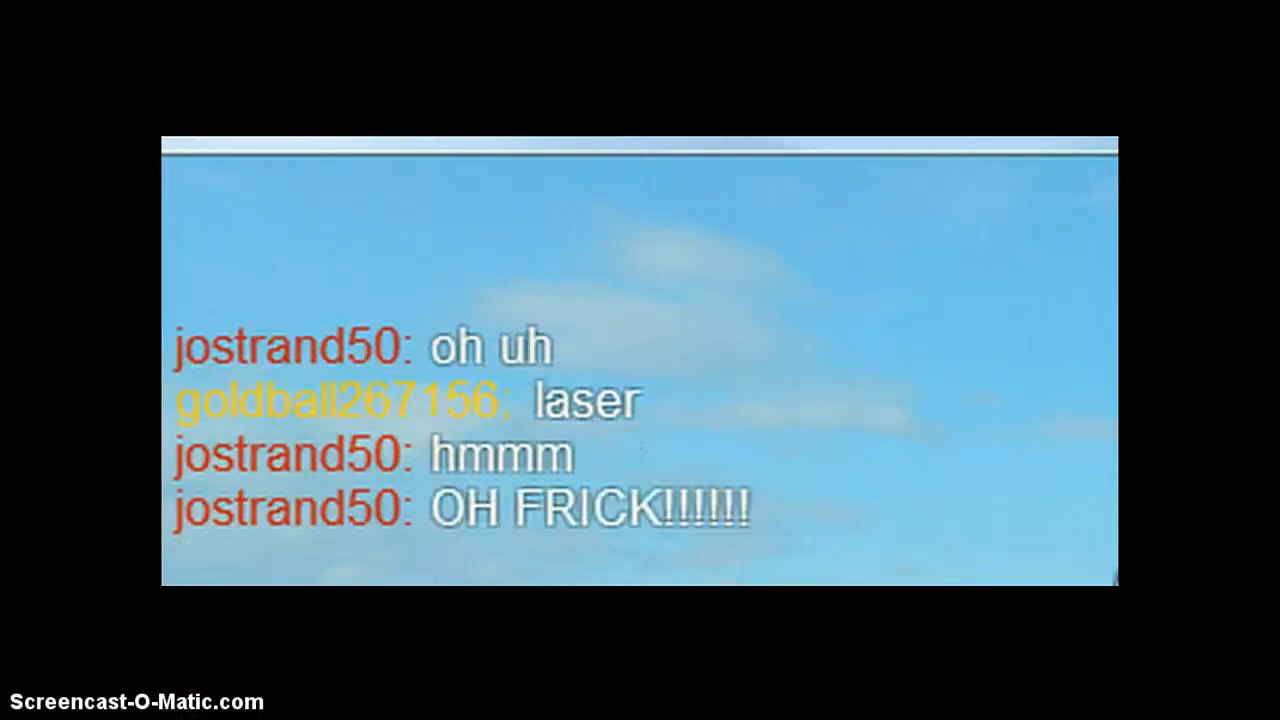 jostrand50: oh uh
goldball267156: laser
jostrand50: hmmm
jostrand50: OH FRICK!!!!!!
Screencast-O-Matic.com